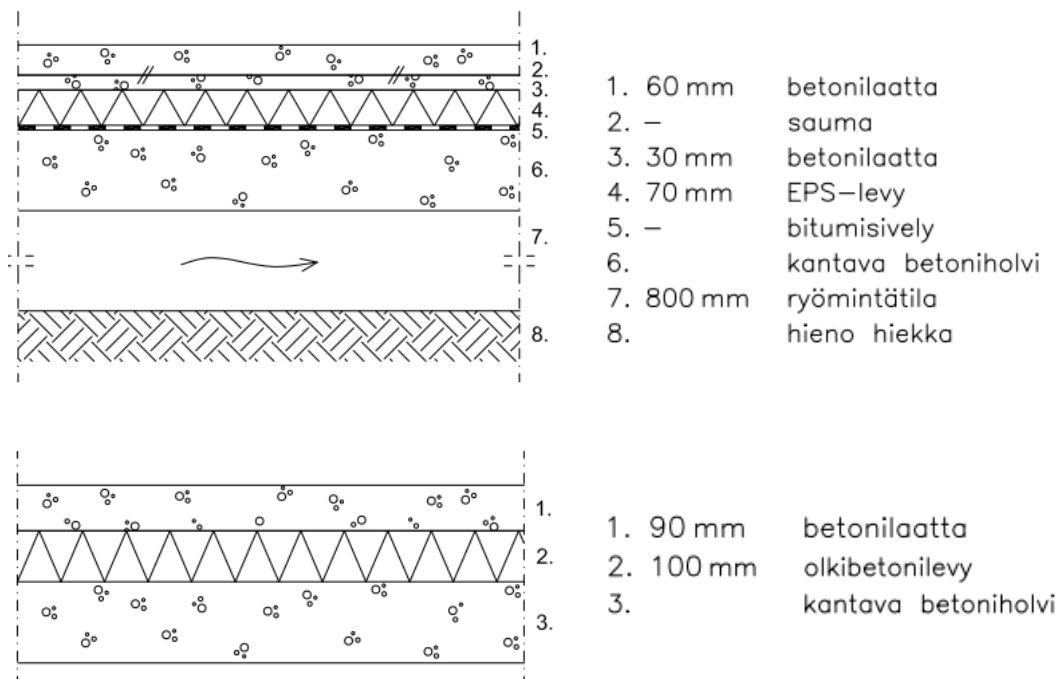 1.
2.
3.
4.
5.
6.
7.
8.
1. 60 mm betonilaatta
2. – sauma
3. 30 mm betonilaatta
4. 70 mm EPS–levy
5. – bitumisively
6. kantava betoniholvi
7. 800 mm ryömintätila
8. hieno hiekka
1.
2.
3.
1. 90 mm betonilaatta
2. 100 mm olkibetonilevy
3. kantava betoniholvi